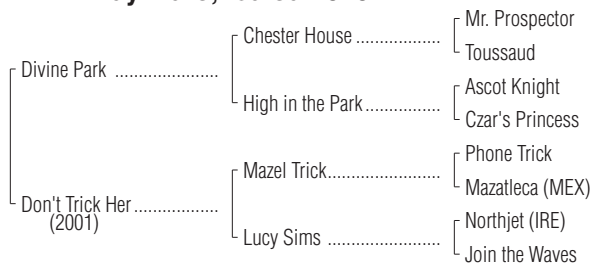 Chester House .................. Mr. Prospector
Toussaud
Divine Park ......................
High in the Park................ Ascot Knight
Czar's Princess
Mazel Trick........................ Phone Trick
Mazatleca (MEX)
Don't Trick Her..................
(2001)
Lucy Sims ........................ Northjet (IRE)
Join the Waves